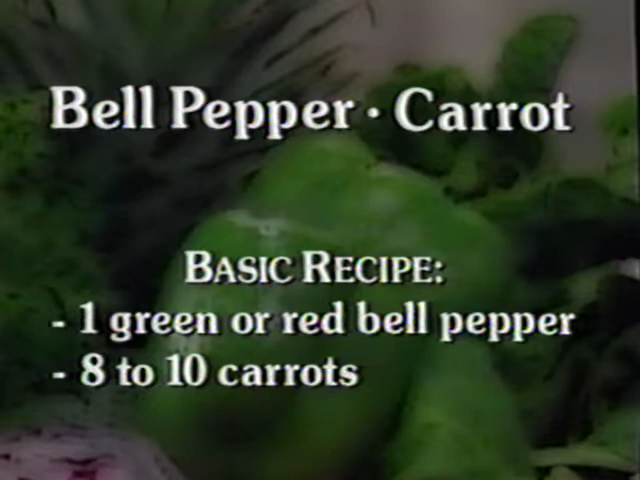 Bell Pepper · Carrot
BASIC RECIPE:
- 1 green or red bell pepper
- 8 to 10 carrots